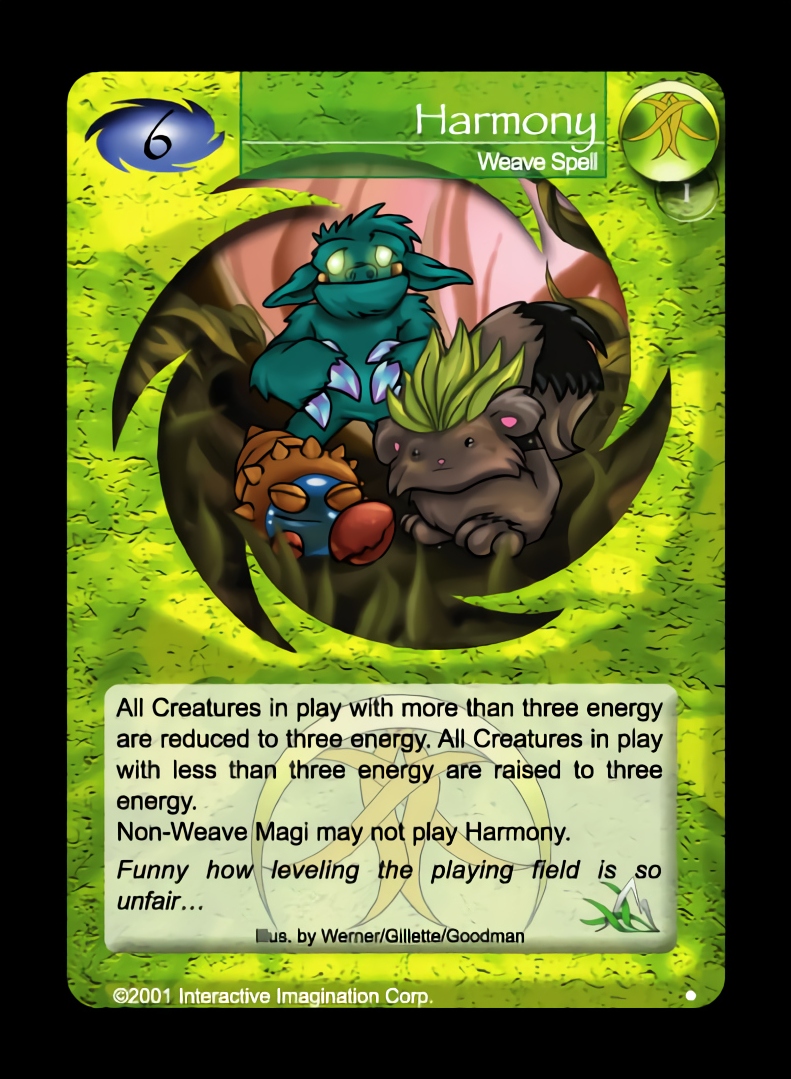 6
Harmony
Weave Spell
1
All Creatures in play with more than three energy
are reduced to three energy. All Creatures in play
with less than three energy are raised to three
energy.
Non-Weave Magi may not play Harmony.
Funny how leveling the playing field is so
unfair...
Illus. by Werner/Gillette/Goodman
©2001 Interactive Imagination Corp.